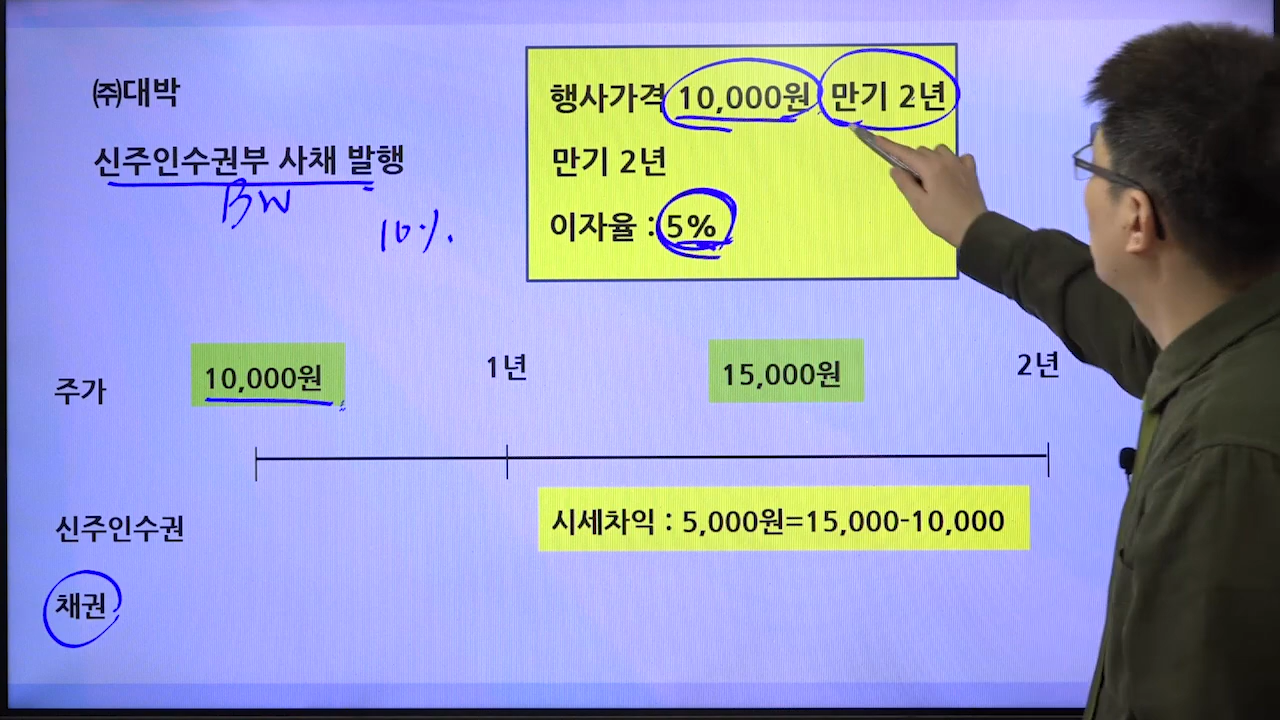 ㈜대박
신주인수권부 사채 발행
BW
10%.
행사가격 10,000원 만기 2년
만기 2년
이자율 : 5%
주가
10,000원
1년
15,000원
2년
신주인수권
시세차익 : 5,000원=15,000-10,000
채권